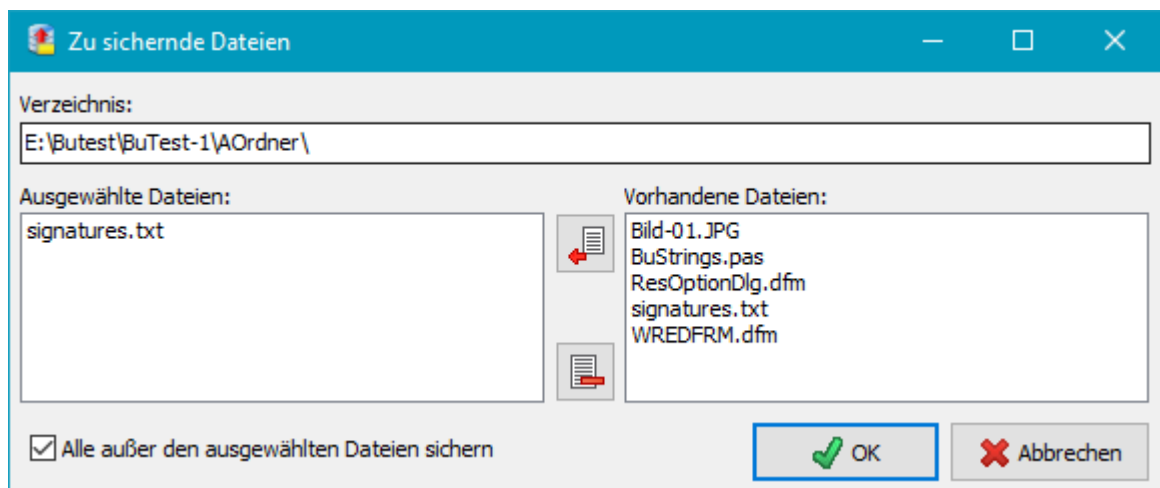 Zu sichernde Dateien
Verzeichnis:
E:\Butest\BuTest-1\AOrdner\
Ausgewählte Dateien:
signatures.txt
Vorhandene Dateien:
Bild-01.JPG
BuStrings.pas
ResOptionDlg.dfm
signatures.txt
WREDFRM.dfm
Alle außer den ausgewählten Dateien sichern
OK
Abbrechen